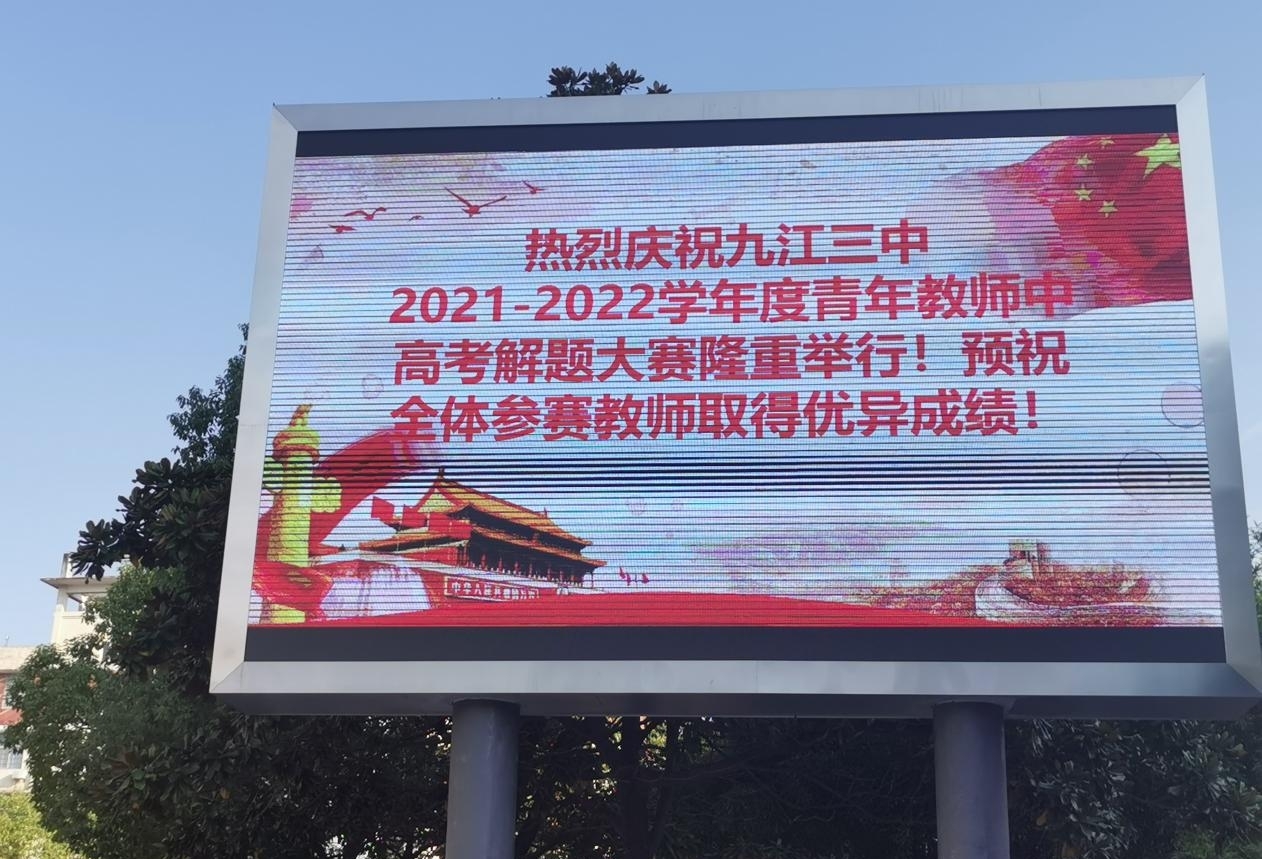 热烈庆祝九江三中
2021-2022学年度青年教师中
高考解题大赛隆重举行！预祝
全体参赛教师取得优异成绩！